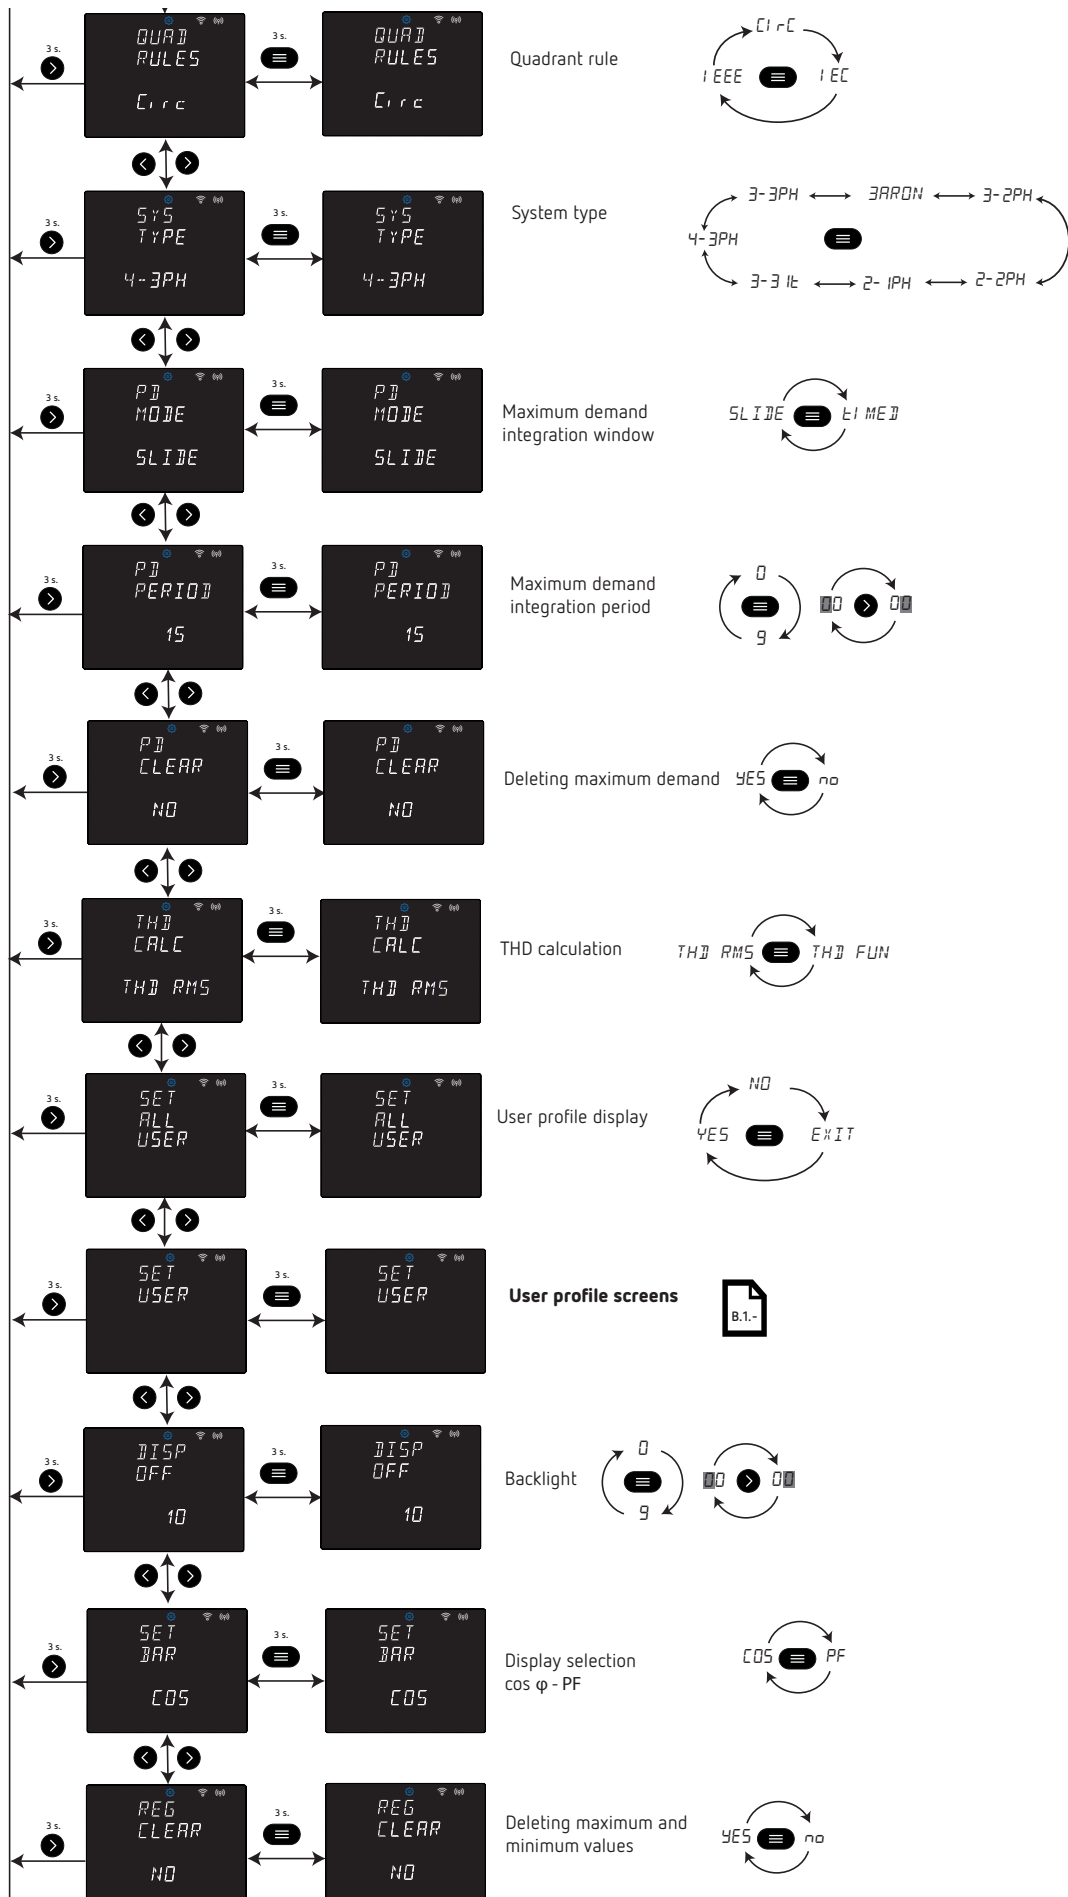 3 s.
QUAD
RULES
Circ
3 s.
QUAD
RULES
Circ
Quadrant rule
CIrC
IEEE
IEC
3 s.
SYS
TYPE
4-3PH
3 s.
SYS
TYPE
4-3PH
System type
3-3PH
3ARON
3-2PH
4-3PH
3-3It
2-1PH
2-2PH
3 s.
PD
MODE
SLIDE
3 s.
PD
MODE
SLIDE
Maximum demand
integration window
SLIDE
tIMED
3 s.
PD
PERIOD
15
3 s.
PD
PERIOD
15
Maximum demand
integration period
0
9
00
00
3 s.
PD
CLEAR
NO
3 s.
PD
CLEAR
NO
Deleting maximum demand
YES
no
3 s.
THD
CALC
THD RMS
3 s.
THD
CALC
THD RMS
THD calculation
THD RMS
THD FUN
3 s.
SET
ALL
USER
3 s.
SET
ALL
USER
User profile display
NO
YES
EXIT
3 s.
SET
USER
3 s.
SET
USER
User profile screens
B.1.-
3 s.
DISP
OFF
10
3 s.
DISP
OFF
10
Backlight
0
9
00
00
3 s.
SET
BAR
COS
3 s.
SET
BAR
COS
Display selection
cos φ - PF
COS
PF
3 s.
REG
CLEAR
NO
3 s.
REG
CLEAR
NO
Deleting maximum and
minimum values
YES
no